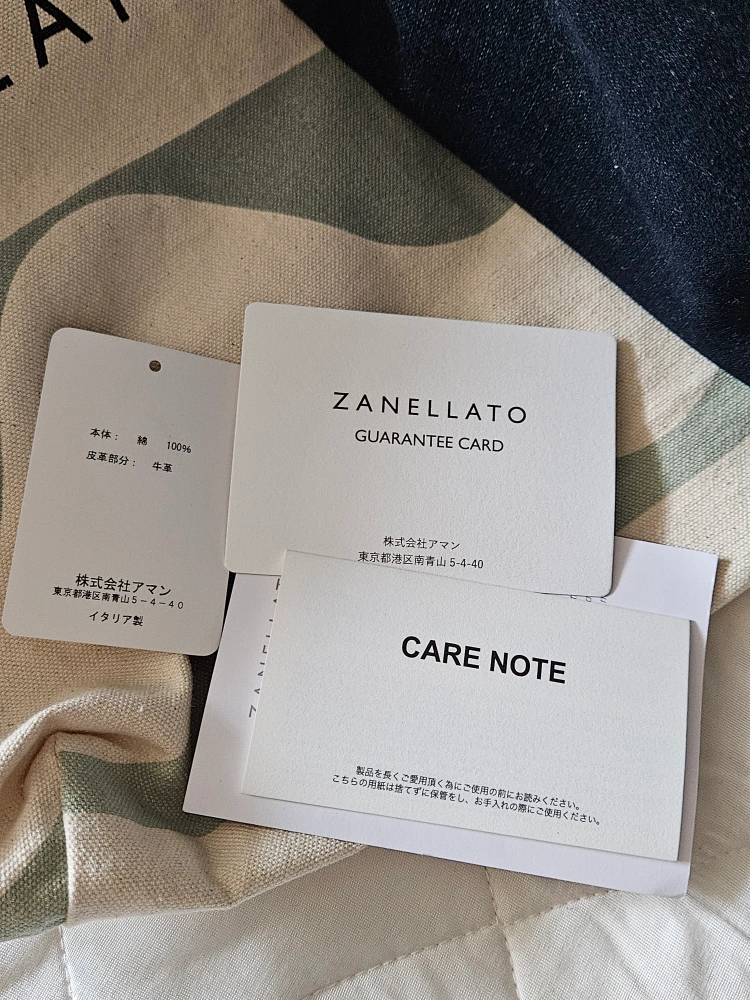 本体： 綿 100%
皮革部分： 牛革
株式会社アマン
東京都港区南青山５－４－４０
イタリア製
ZANELLATO
GUARANTEE CARD
株式会社アマン
東京都港区南青山 5-4-40
CARE NOTE
製品を長くご愛用頂く為にご使用の前にお読みください。
こちらの用紙は捨てずに保管をし、お手入れの際にご使用ください。